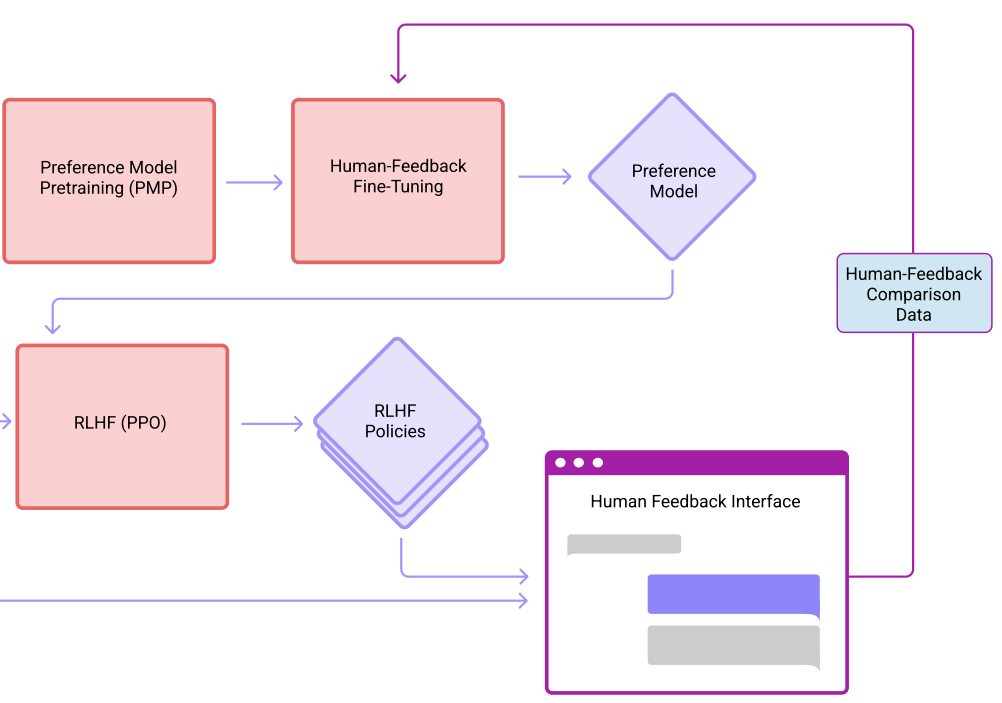 Preference Model
Pretraining (PMP)
Human-Feedback
Fine-Tuning
Preference
Model
Human-Feedback
Comparison
Data
RLHF (PPO)
RLHF
Policies
Human Feedback Interface